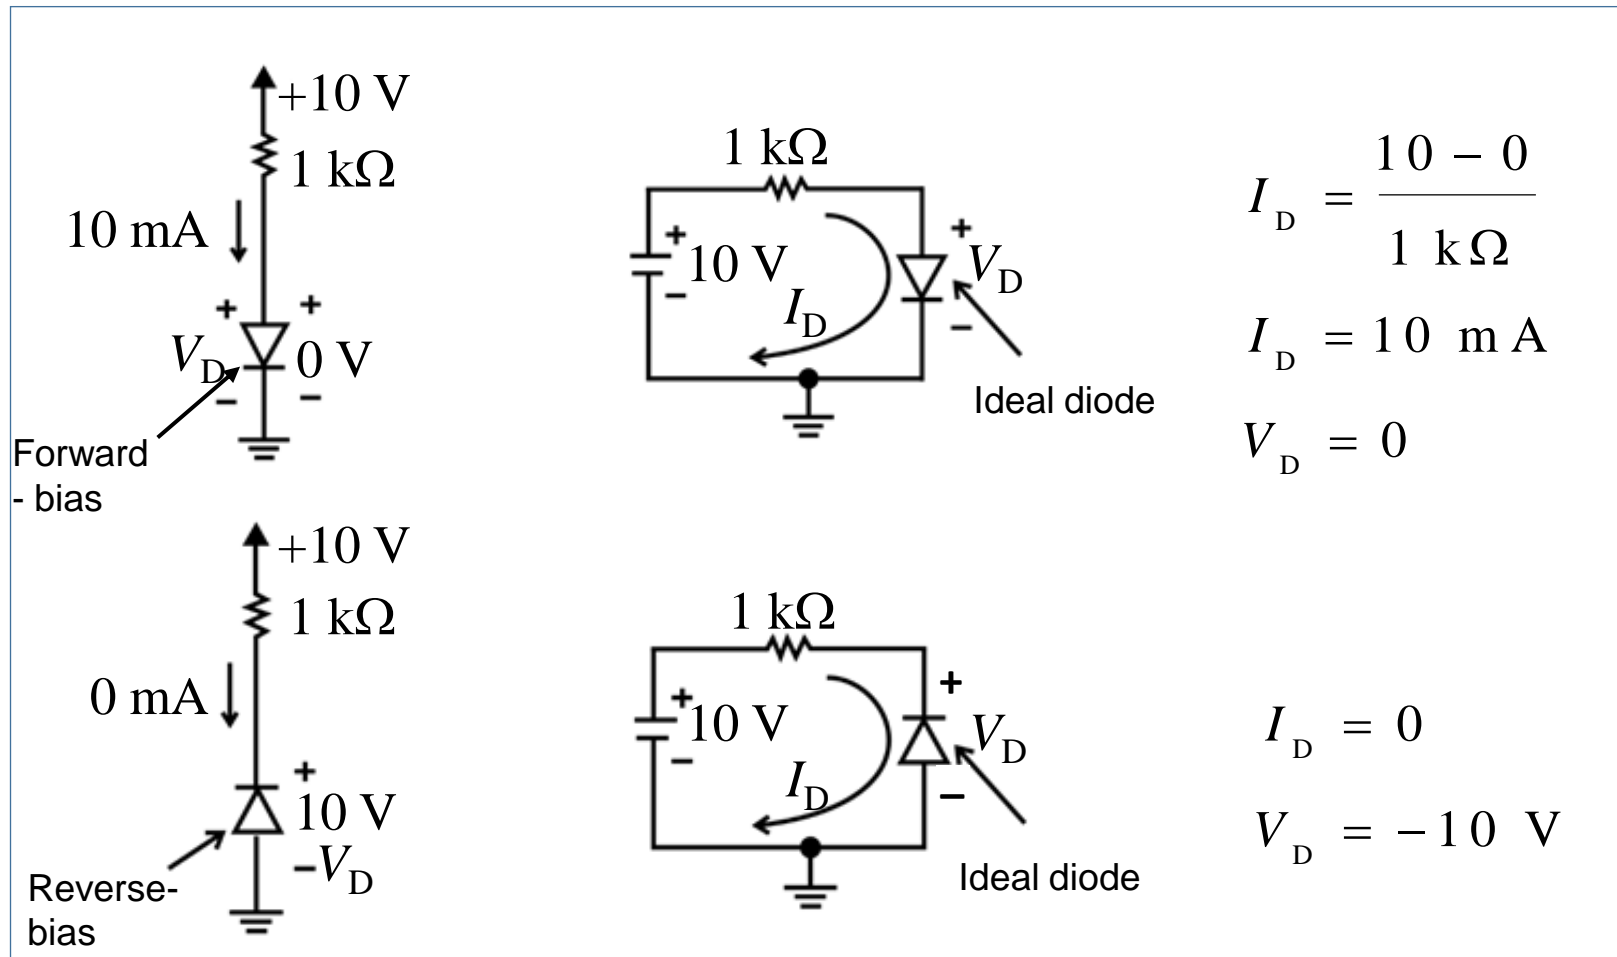 +10 V
1 kΩ
10 mA
+ +
V_D 0 V
− −
Forward
- bias
1 kΩ
+
10 V
−
I_D
+
V_D
−
Ideal diode
I_D = (10 − 0) / 1 kΩ
I_D = 10 mA
V_D = 0
+10 V
1 kΩ
0 mA
+
10 V
−V_D
Reverse-
bias
1 kΩ
+
10 V
−
I_D
+
V_D
−
Ideal diode
I_D = 0
V_D = −10 V